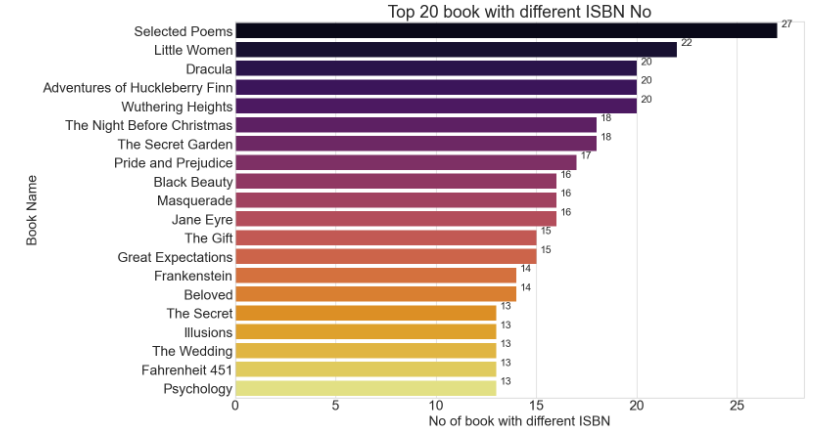 Top 20 book with different ISBN No
Book Name
Selected Poems 27
Little Women 22
Dracula 20
Adventures of Huckleberry Finn 20
Wuthering Heights 20
The Night Before Christmas 18
The Secret Garden 18
Pride and Prejudice 17
Black Beauty 16
Masquerade 16
Jane Eyre 16
The Gift 15
Great Expectations 15
Frankenstein 14
Beloved 14
The Secret 13
Illusions 13
The Wedding 13
Fahrenheit 451 13
Psychology 13
0 5 10 15 20 25
No of book with different ISBN